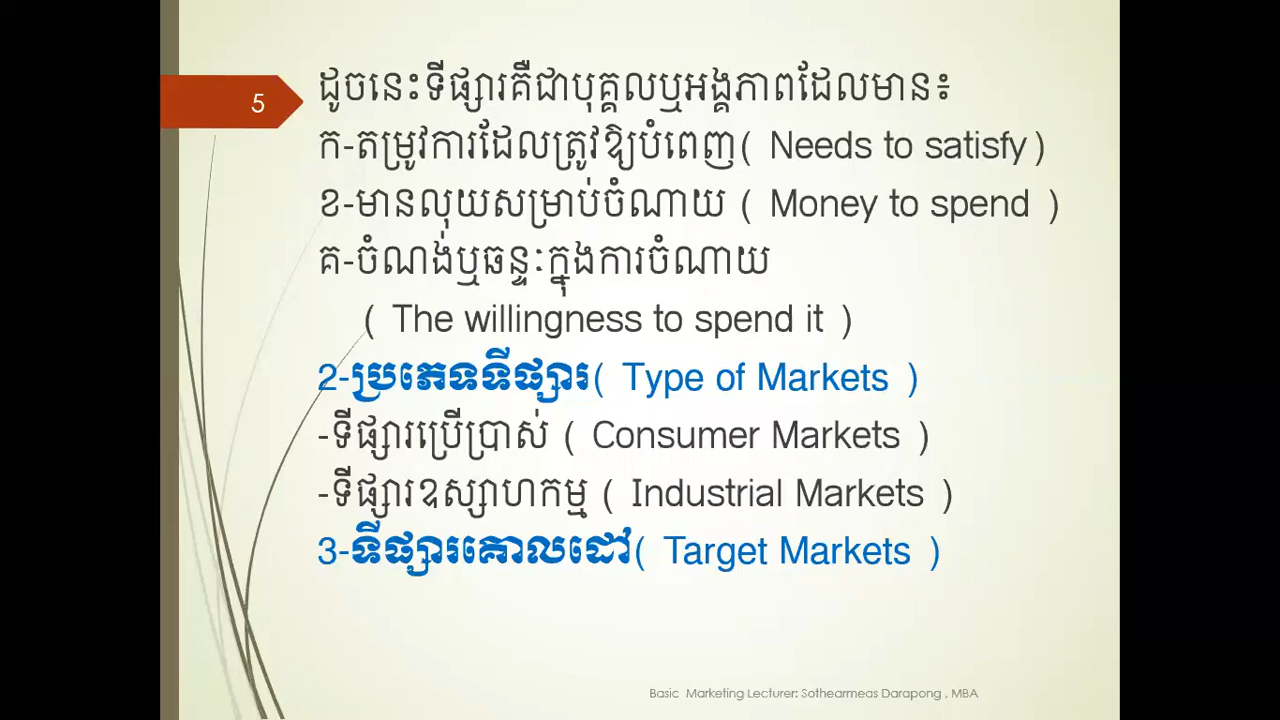 5
ដូចនេះទីផ្សារគឺជាបុគ្គលឬអង្គភាពដែលមាន៖
ក-តម្រូវការដែលត្រូវឱ្យបំពេញ( Needs to satisfy)
ខ-មានលុយសម្រាប់ចំណាយ ( Money to spend )
គ-ចំណង់ឬឆន្ទៈក្នុងការចំណាយ
( The willingness to spend it )
2-ប្រភេទទីផ្សារ( Type of Markets )
-ទីផ្សារប្រើប្រាស់ ( Consumer Markets )
-ទីផ្សារឧស្សាហកម្ម ( Industrial Markets )
3-ទីផ្សារគោលដៅ( Target Markets )
Basic Marketing Lecturer: Sothearmeas Darapong , MBA